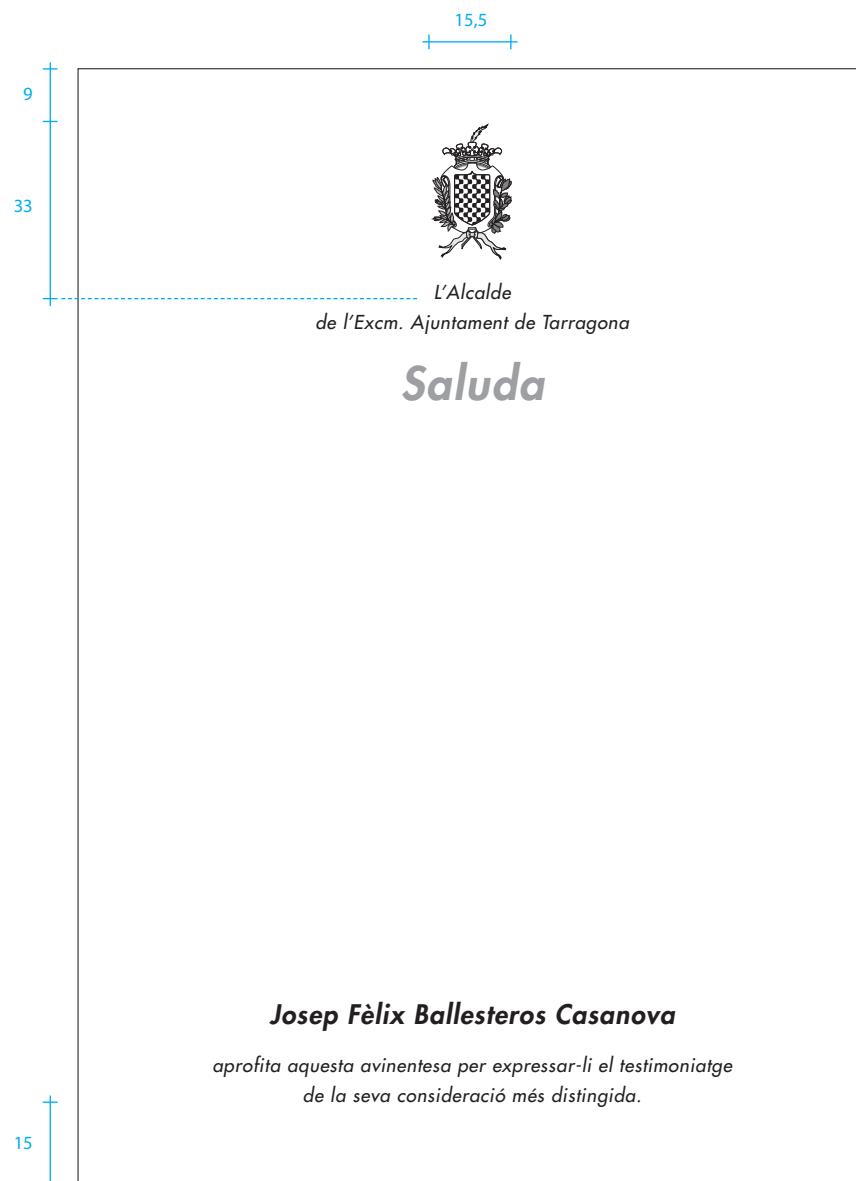 15,5
9
33
L’Alcalde
de l’Excm. Ajuntament de Tarragona
Saluda
Josep Fèlix Ballesteros Casanova
aprofita aquesta avinentesa per expressar-li el testimoniatge
de la seva consideració més distingida.
15